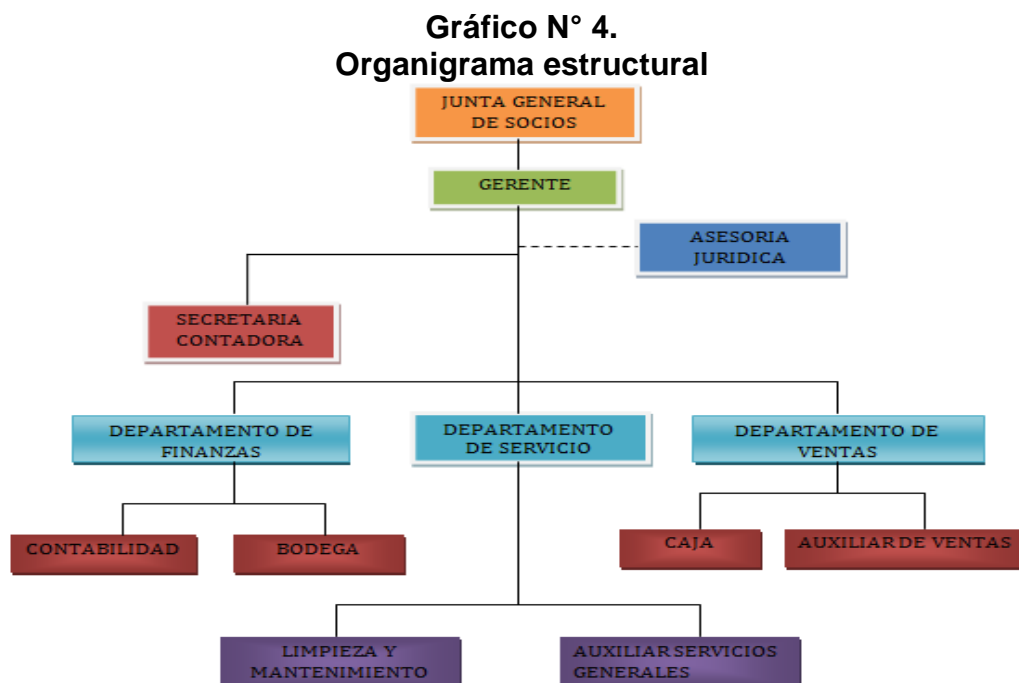 Gráfico N° 4.
Organigrama estructural
JUNTA GENERAL
DE SOCIOS
GERENTE
ASESORIA
JURIDICA
SECRETARIA
CONTADORA
DEPARTAMENTO DE
FINANZAS
DEPARTAMENTO
DE SERVICIO
DEPARTAMENTO DE
VENTAS
CONTABILIDAD
BODEGA
CAJA
AUXILIAR DE VENTAS
LIMPIEZA Y
MANTENIMIENTO
AUXILIAR SERVICIOS
GENERALES